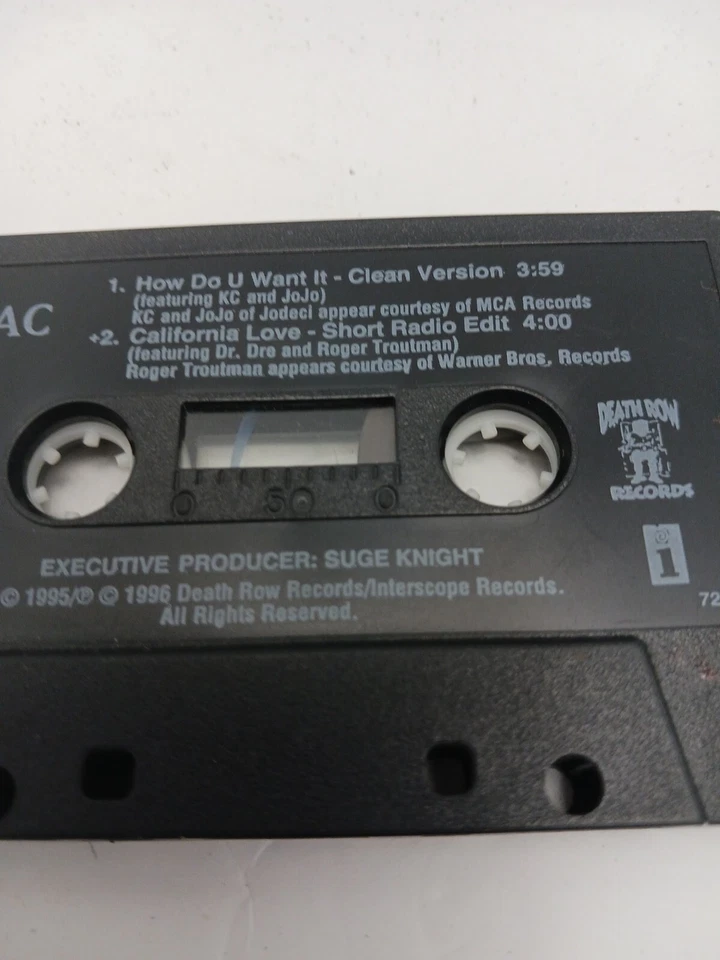 AC
1. How Do U Want It - Clean Version 3:59
(featuring KC and JoJo)
KC and JoJo of Jodeci appear courtesy of MCA Records
+2. California Love - Short Radio Edit 4:00
(featuring Dr. Dre and Roger Troutman)
Roger Troutman appears courtesy of Warner Bros. Records
DEATH ROW
RECORDS
0 50 0
EXECUTIVE PRODUCER: SUGE KNIGHT
1
© 1995/℗ © 1996 Death Row Records/Interscope Records.
72
All Rights Reserved.